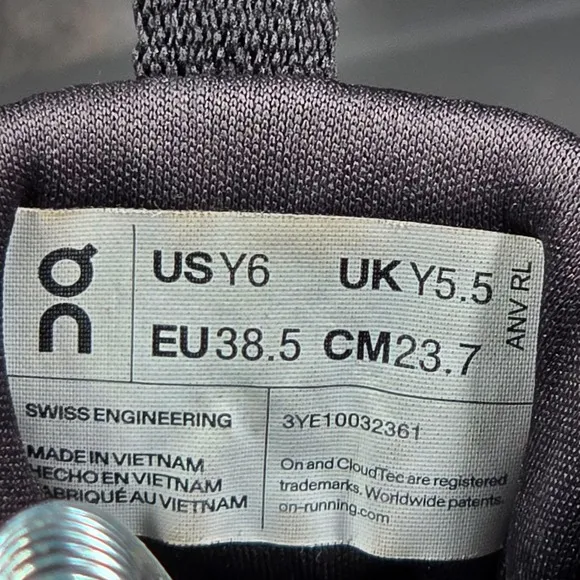 On
US Y6 UK Y5.5
EU 38.5 CM 23.7
ANV RL
SWISS ENGINEERING
3YE10032361
MADE IN VIETNAM
HECHO EN VIETNAM
FABRIQUÉ AU VIETNAM
On and CloudTec are registered
trademarks. Worldwide patents.
on-running.com